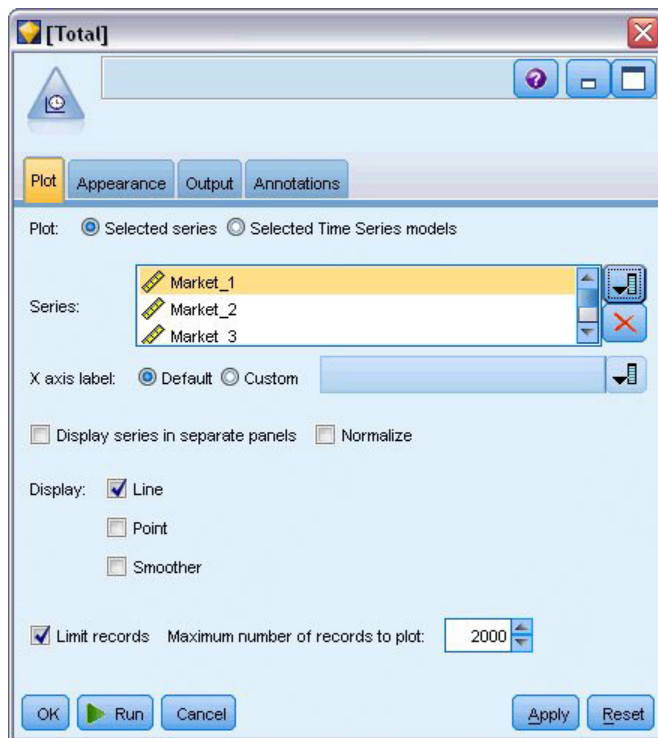 [Total]
Plot Appearance Output Annotations
Plot: Selected series Selected Time Series models
Series:
Market_1
Market_2
Market_3
X axis label: Default Custom
Display series in separate panels Normalize
Display: Line
Point
Smoother
Limit records Maximum number of records to plot: 2000
OK Run Cancel Apply Reset